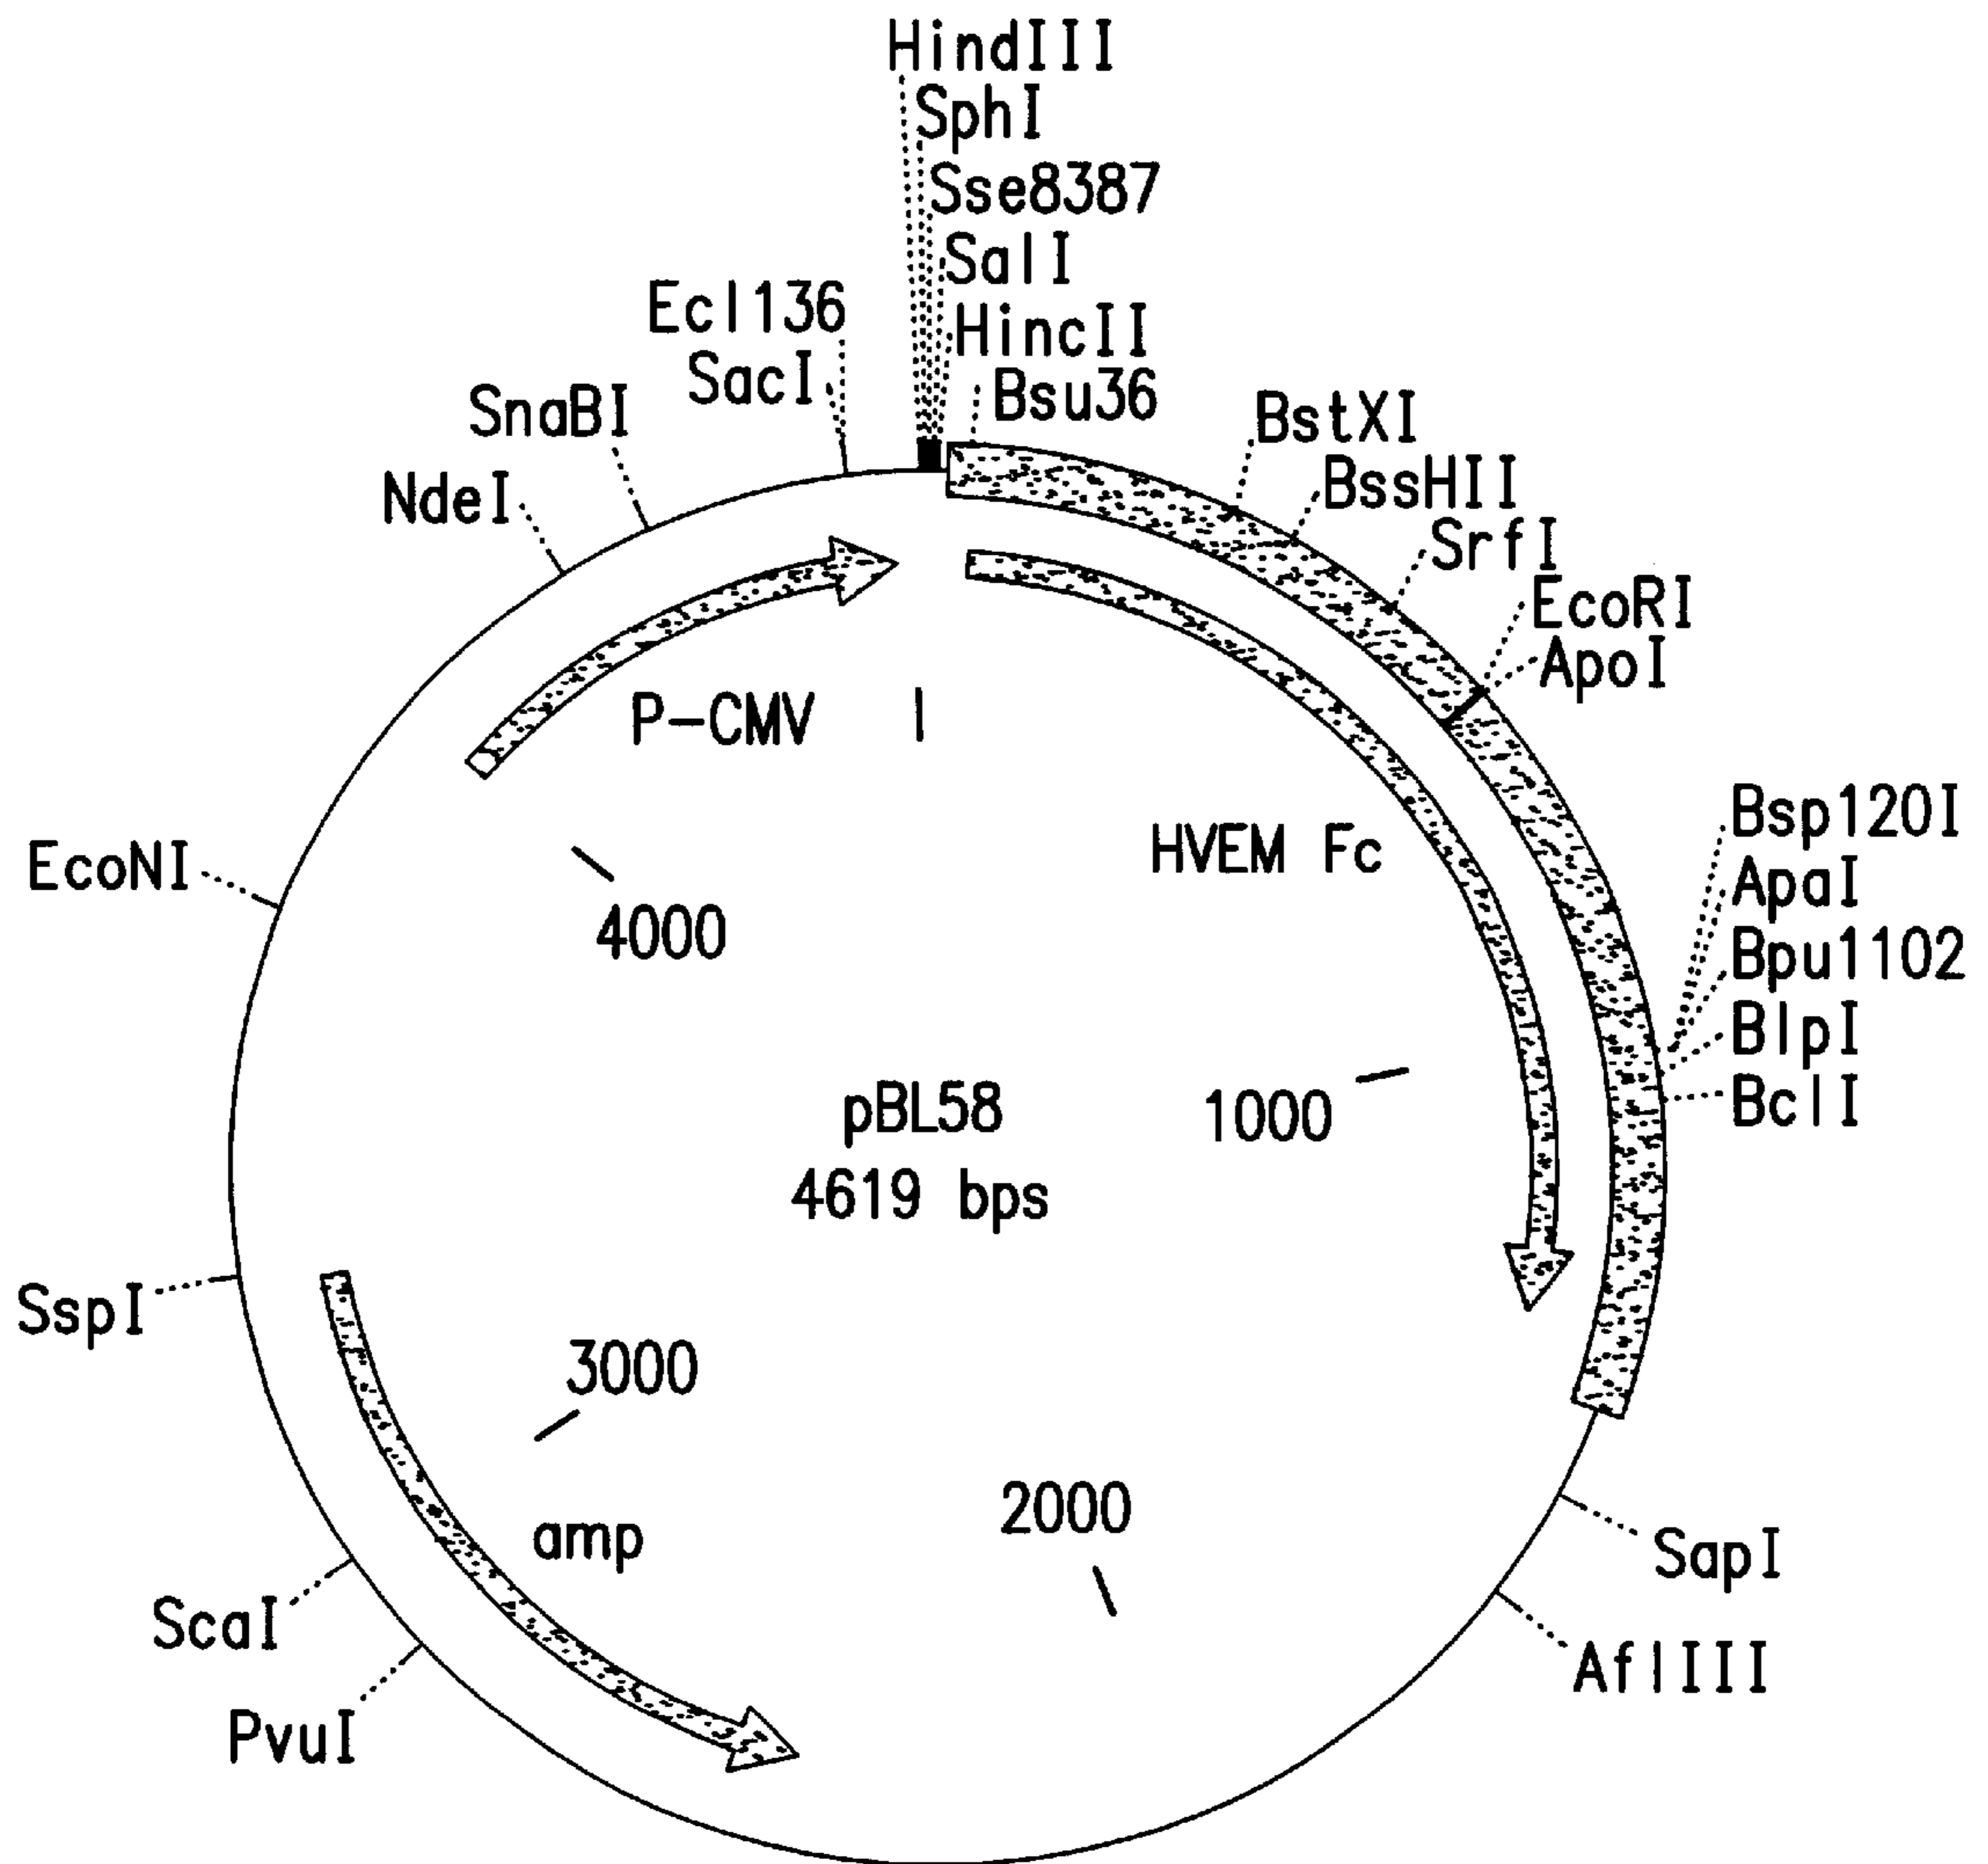 HindIII
SphI
Sse8387
SalI
HincII
Bsu36
Ecl136
SacI
SnaBI
NdeI
BstXI
BssHII
SrfI
EcoRI
ApoI
P-CMV
1
HVEM Fc
Bsp120I
ApaI
Bpu1102
BlpI
BclI
EcoNI
4000
1000
pBL58
4619 bps
SspI
3000
2000
amp
SapI
AflIII
ScaI
PvuI